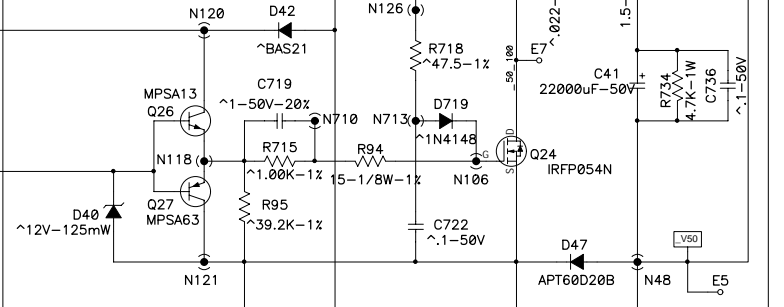 N120
D42
^BAS21
N126
R718
^47.5-1%
_50_100
E7
^.022-
1.5-
C41
22000uF-50V
+
R734
4.7K-1W
C736
^.1-50V
MPSA13
Q26
C719
^1-50V-20%
N710
N713
D719
^1N4148
D
G
S
Q24
IRFP054N
N118
R715
^1.00K-1%
R94
15-1/8W-1%
N106
Q27
MPSA63
D40
^12V-125mW
R95
^39.2K-1%
C722
^.1-50V
N121
D47
APT60D20B
_V50
N48
E5